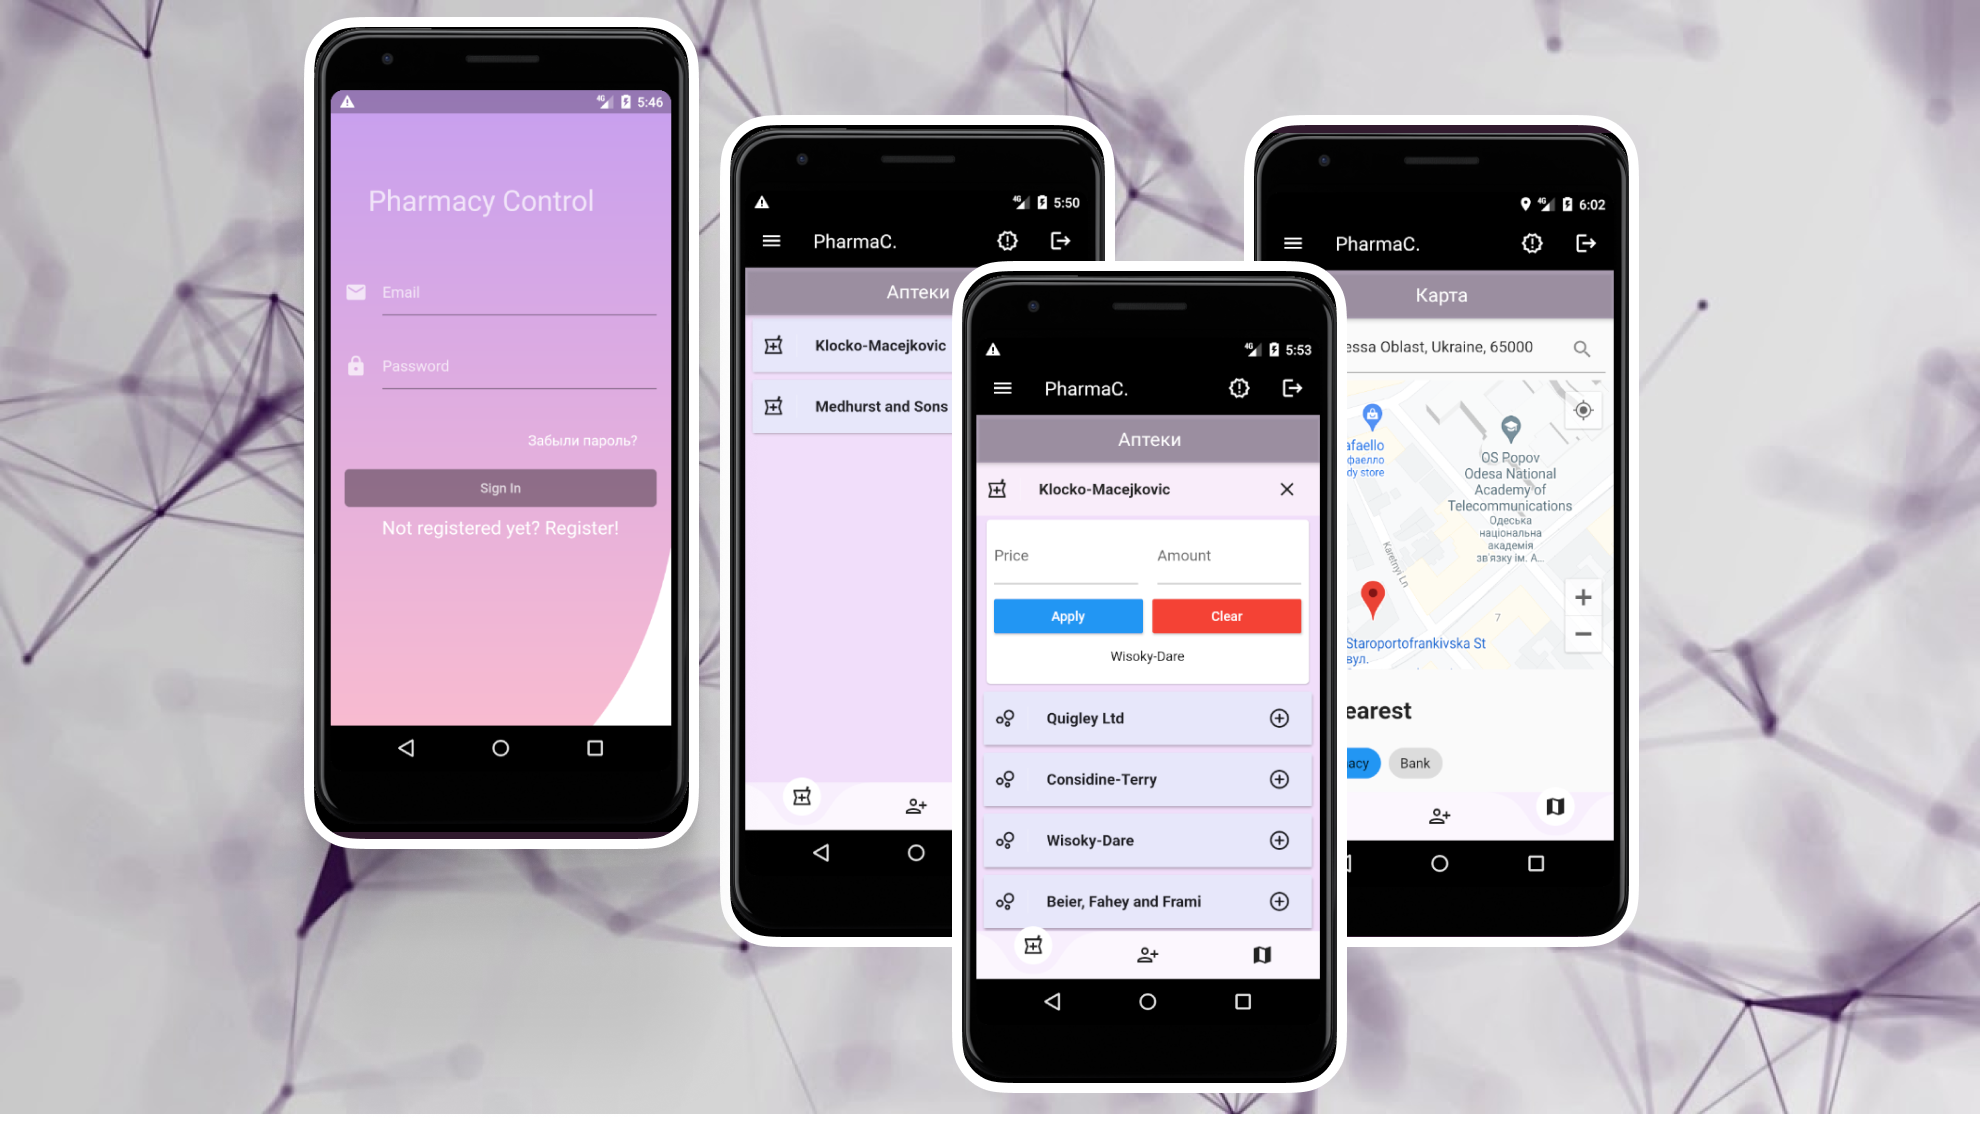 5:46
Pharmacy Control
Email
Password
Забыли пароль?
Sign In
Not registered yet? Register!
4G
5:50
PharmaC.
Аптеки
Klocko-Macejkovic
Medhurst and Sons
4G
5:53
PharmaC.
Аптеки
Klocko-Macejkovic
Price
Amount
Apply
Clear
Wisoky-Dare
Quigley Ltd
Considine-Terry
Wisoky-Dare
Beier, Fahey and Frami
4G
6:02
PharmaC.
Карта
essa Oblast, Ukraine, 65000
afaello
фаелло
dy store
OS Popov
Odesa National
Academy of
Telecommunications
Одеська
національна
академія
зв'язку ім. А...
Karetnyi Ln
7
Staroportofrankivska St
вул.
earest
acy
Bank